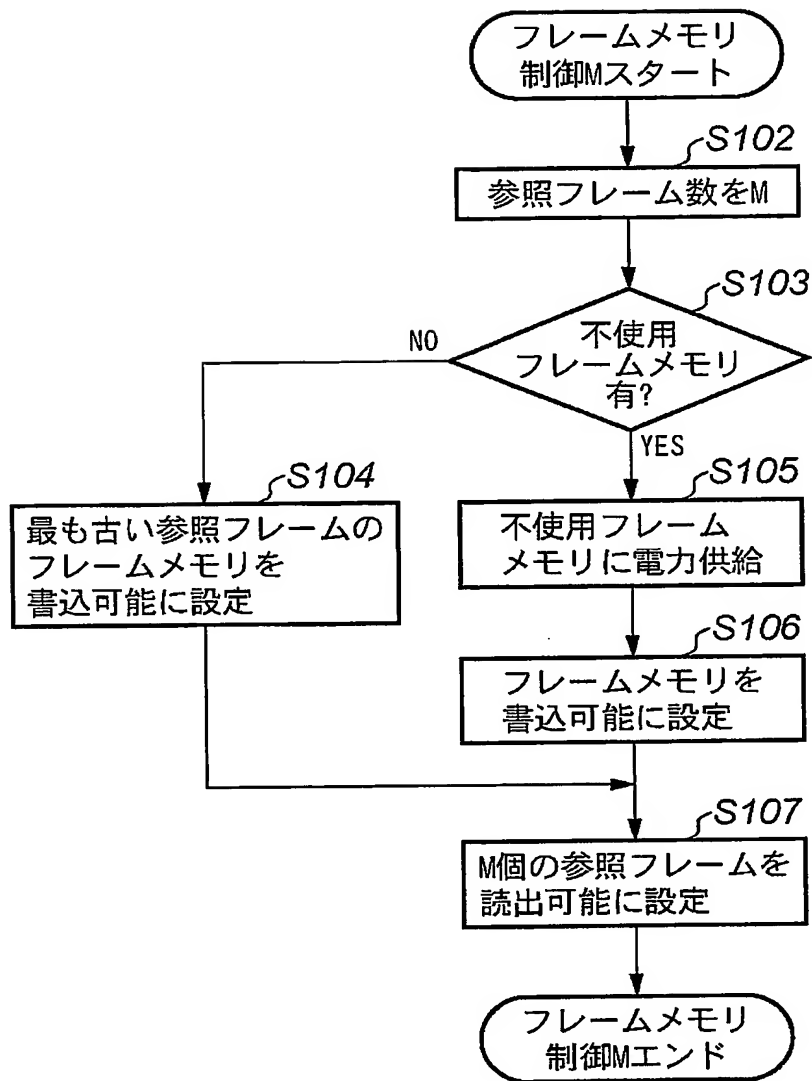 フレームメモリ
制御Mスタート
S102
参照フレーム数をM
S103
不使用
フレームメモリ
有?
NO
YES
S104
最も古い参照フレームの
フレームメモリを
書込可能に設定
S105
不使用フレーム
メモリに電力供給
S106
フレームメモリを
書込可能に設定
S107
M個の参照フレームを
読出可能に設定
フレームメモリ
制御Mエンド